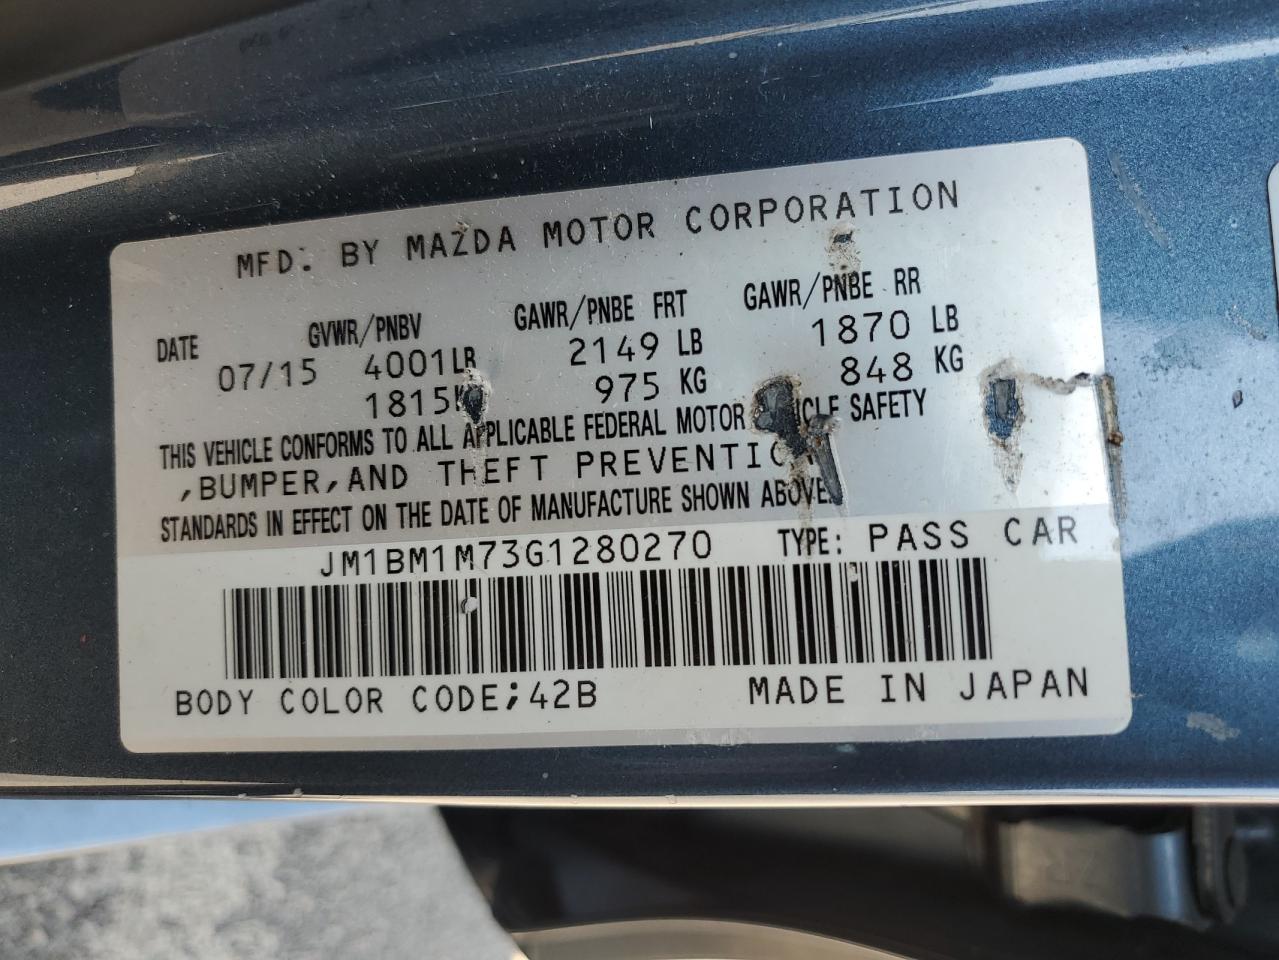 MFD. BY MAZDA MOTOR CORPORATION
DATE GVWR/PNBV GAWR/PNBE FRT GAWR/PNBE RR
07/15 4001LB 2149 LB 1870 LB
1815 975 KG 848 KG
THIS VEHICLE CONFORMS TO ALL APPLICABLE FEDERAL MOTOR VEHICLE SAFETY
,BUMPER,AND THEFT PREVENTION
STANDARDS IN EFFECT ON THE DATE OF MANUFACTURE SHOWN ABOVE.
JM1BM1M73G1280270 TYPE: PASS CAR
BODY COLOR CODE;42B MADE IN JAPAN